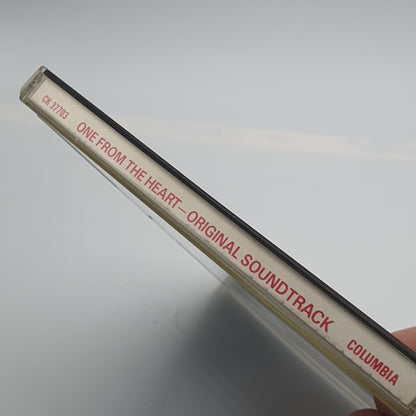 CK 37703 ONE FROM THE HEART—ORIGINAL SOUNDTRACK COLUMBIA